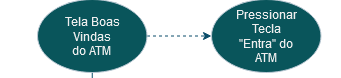 Tela Boas
Vindas
do ATM
Pressionar
Tecla
"Entra" do
ATM